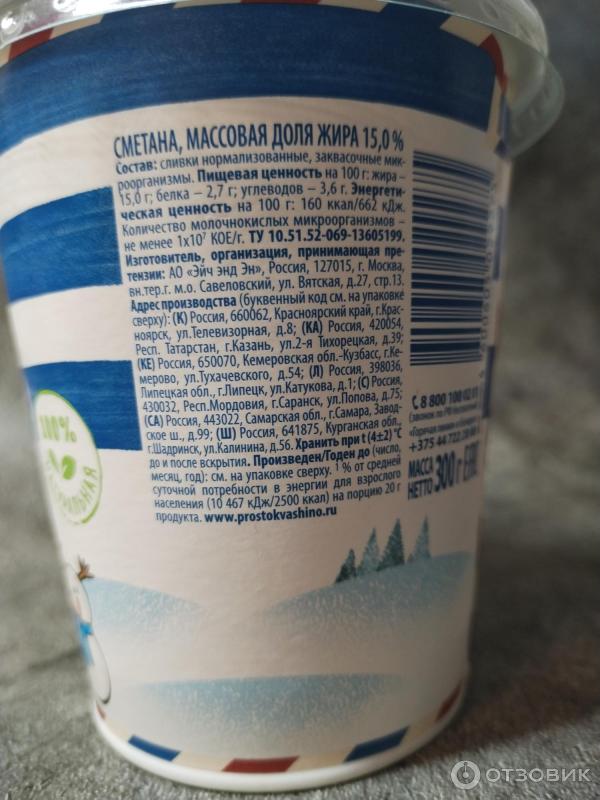 СМЕТАНА, МАССОВАЯ ДОЛЯ ЖИРА 15,0 %
Состав: сливки нормализованные, заквасочные мик-
роорганизмы. Пищевая ценность на 100 г: жира –
15,0 г; белка – 2,7 г; углеводов – 3,6 г. Энергети-
ческая ценность на 100 г: 160 ккал/662 кДж.
Количество молочнокислых микроорганизмов –
не менее 1х10⁷ КОЕ/г. ТУ 10.51.52-069-13605199.
Изготовитель, организация, принимающая пре-
тензии: АО «Эйч энд Эн», Россия, 127015, г. Москва,
вн.тер.г. м.о. Савеловский, ул. Вятская, д.27, стр.13.
Адрес производства (буквенный код см. на упаковке
сверху): (К) Россия, 660062, Красноярский край, г.Крас-
ноярск, ул.Телевизорная, д.8; (КА) Россия, 420054,
Респ. Татарстан, г.Казань, ул.2-я Тихорецкая, д.39;
(КЕ) Россия, 650070, Кемеровская обл.-Кузбасс, г.Ке-
мерово, ул.Тухачевского, д.54; (Л) Россия, 398036,
Липецкая обл., г.Липецк, ул.Катукова, д.1; (С) Россия,
430032, Респ.Мордовия, г.Саранск, ул.Попова, д.75;
(СА) Россия, 443022, Самарская обл., г.Самара, Завод-
ское ш., д.99; (Ш) Россия, 641875, Курганская обл.,
г.Шадринск, ул.Калинина, д.56. Хранить при t (4±2) °С
до и после вскрытия. Произведен/Годен до (число,
месяц, год): см. на упаковке сверху. 1 % от средней
суточной потребности в энергии для взрослого
населения (10 467 кДж/2500 ккал) на порцию 20 г
продукта. www.prostokvashino.ru
8 800 100 02 01
(звонок по РФ бесплатный)
+375 44 722
МАССА
НЕТТО 300 г ЕАС
100%
ОТЗОВИК